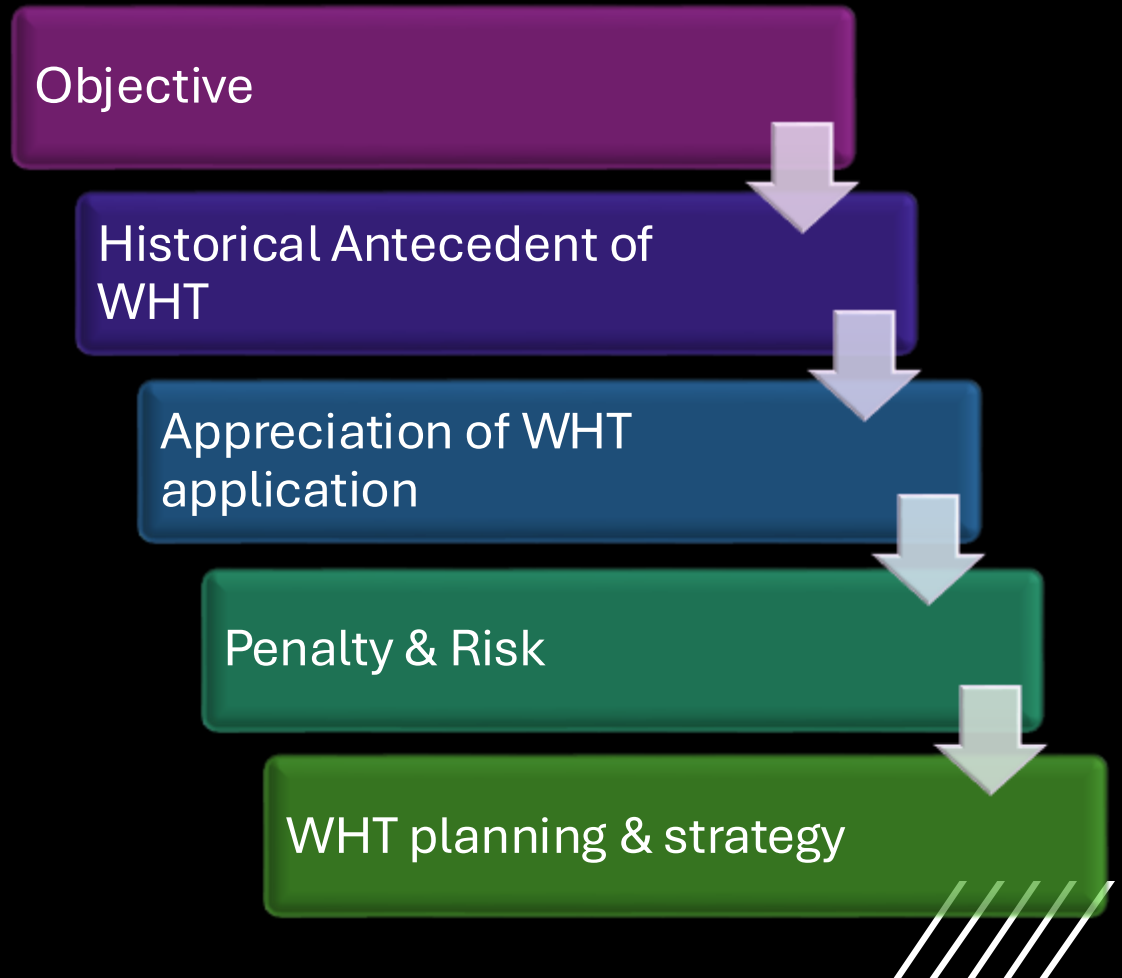 Objective
Historical Antecedent of
WHT
Appreciation of WHT
application
Penalty & Risk
WHT planning & strategy